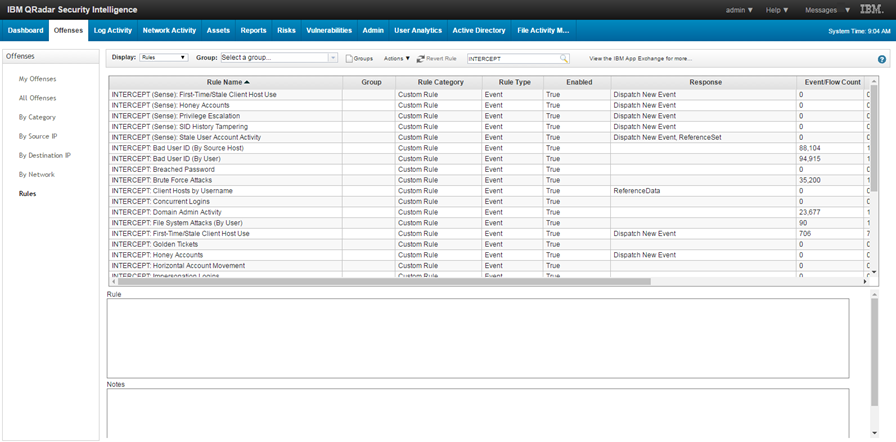 IBM QRadar Security Intelligence
admin ▼ Help ▼ Messages ▼ IBM.
Dashboard Offenses Log Activity Network Activity Assets Reports Risks Vulnerabilities Admin User Analytics Active Directory File Activity M... System Time: 9:04 AM
Offenses
My Offenses
All Offenses
By Category
By Source IP
By Destination IP
By Network
Rules
Display: Rules ▼ Group: Select a group... Groups Actions ▼ Revert Rule INTERCEPT View the IBM App Exchange for more... ?
Rule Name ▲ Group Rule Category Rule Type Enabled Response Event/Flow Count
INTERCEPT (Sense): First-Time/Stale Client Host Use Custom Rule Event True Dispatch New Event 0
INTERCEPT (Sense): Honey Accounts Custom Rule Event True Dispatch New Event 0
INTERCEPT (Sense): Privilege Escalation Custom Rule Event True Dispatch New Event 0
INTERCEPT (Sense): SID History Tampering Custom Rule Event True Dispatch New Event 0
INTERCEPT (Sense): Stale User Account Activity Custom Rule Event True Dispatch New Event, ReferenceSet 0
INTERCEPT: Bad User ID (By Source Host) Custom Rule Event True 88,104 1
INTERCEPT: Bad User ID (By User) Custom Rule Event True 94,915 1
INTERCEPT: Breached Password Custom Rule Event True 0
INTERCEPT: Brute Force Attacks Custom Rule Event True 35,200 1
INTERCEPT: Client Hosts by Username Custom Rule Event True ReferenceData 0
INTERCEPT: Concurrent Logins Custom Rule Event True 0
INTERCEPT: Domain Admin Activity Custom Rule Event True 23,677 1
INTERCEPT: File System Attacks (By User) Custom Rule Event True 90 1
INTERCEPT: First-Time/Stale Client Host Use Custom Rule Event True Dispatch New Event 706 7
INTERCEPT: Golden Tickets Custom Rule Event True 0
INTERCEPT: Honey Accounts Custom Rule Event True Dispatch New Event 0
INTERCEPT: Horizontal Account Movement Custom Rule Event True 0
INTERCEPT: Impersonation Logins Custom Rule Event True 0
Rule
Notes